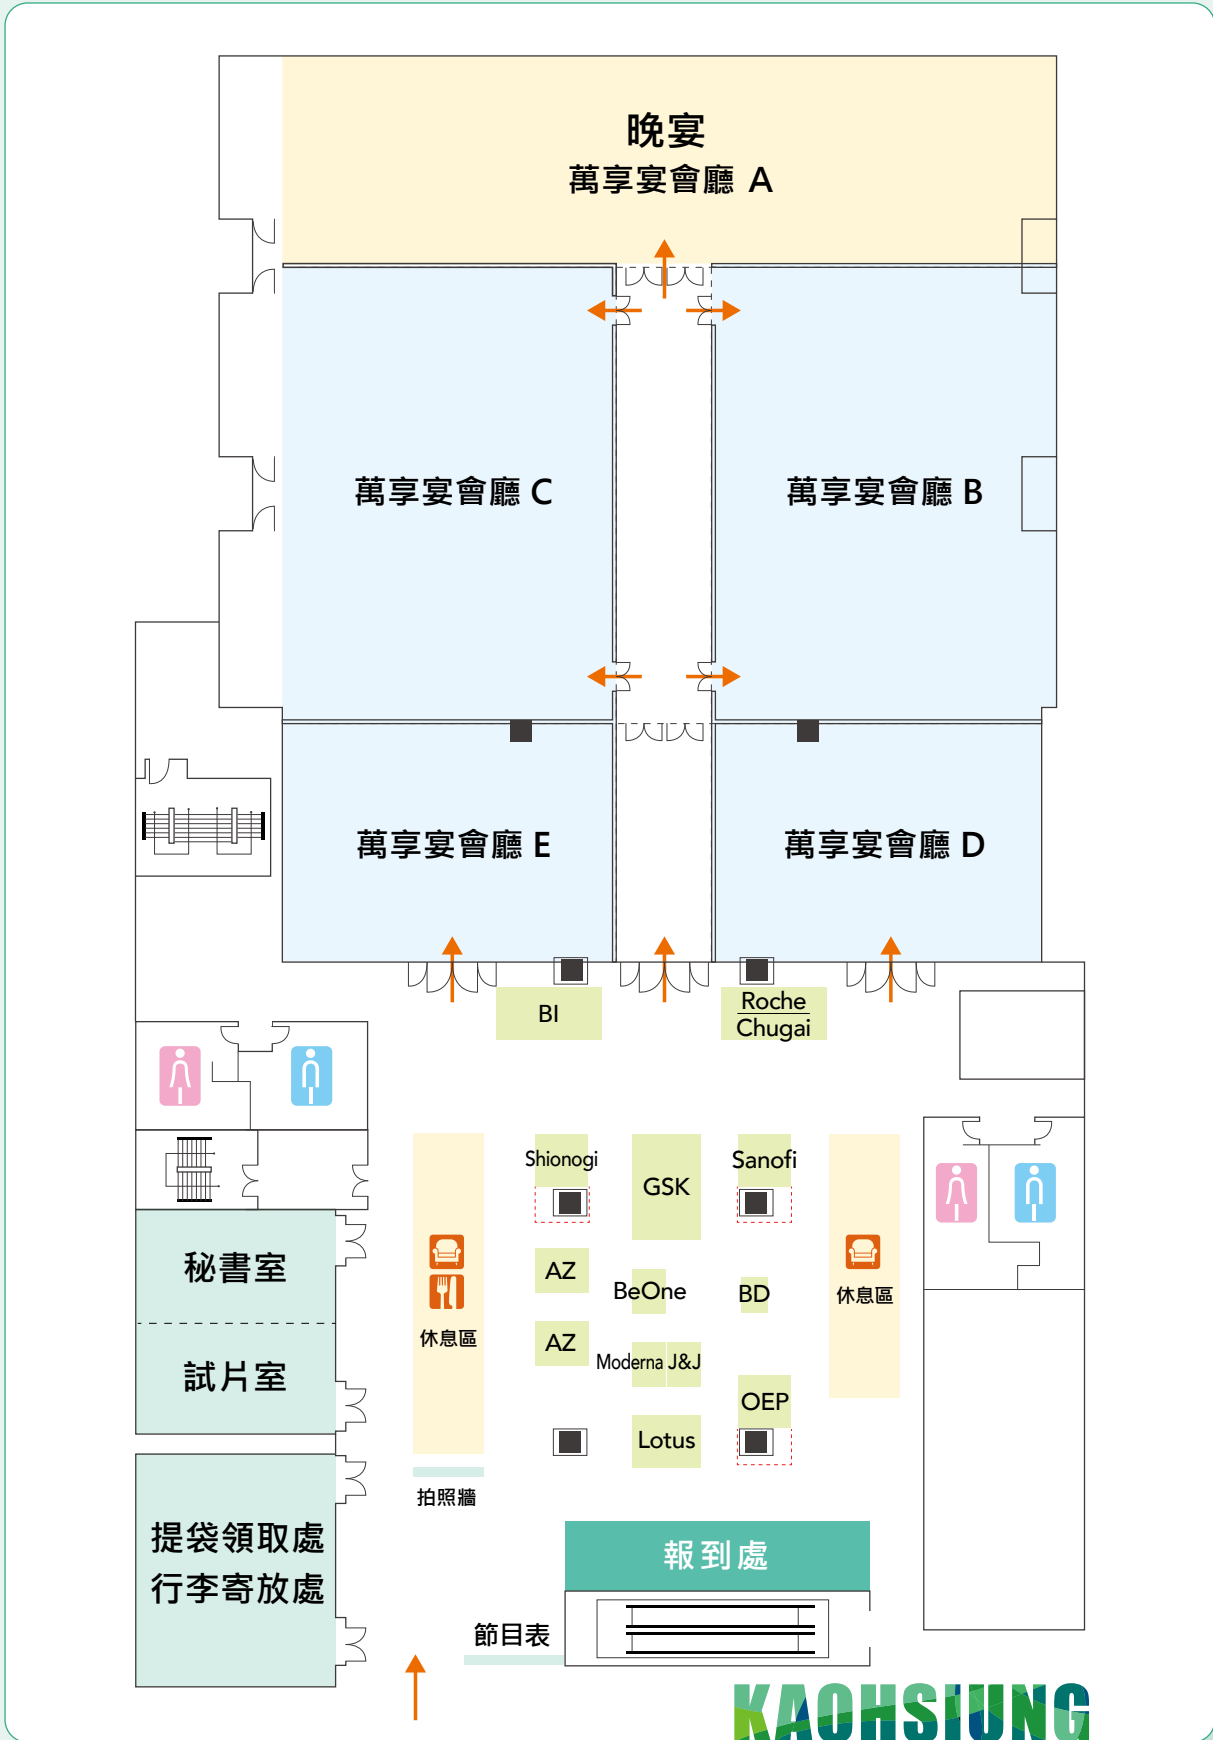 晚宴
萬享宴會廳 A
萬享宴會廳 C
萬享宴會廳 B
萬享宴會廳 E
萬享宴會廳 D
BI
Roche
Chugai
Shionogi
GSK
Sanofi
秘書室
AZ
BeOne
BD
休息區
休息區
AZ
Moderna
J&J
試片室
OEP
Lotus
拍照牆
提袋領取處
行李寄放處
報到處
節目表
KAOHSIUNG